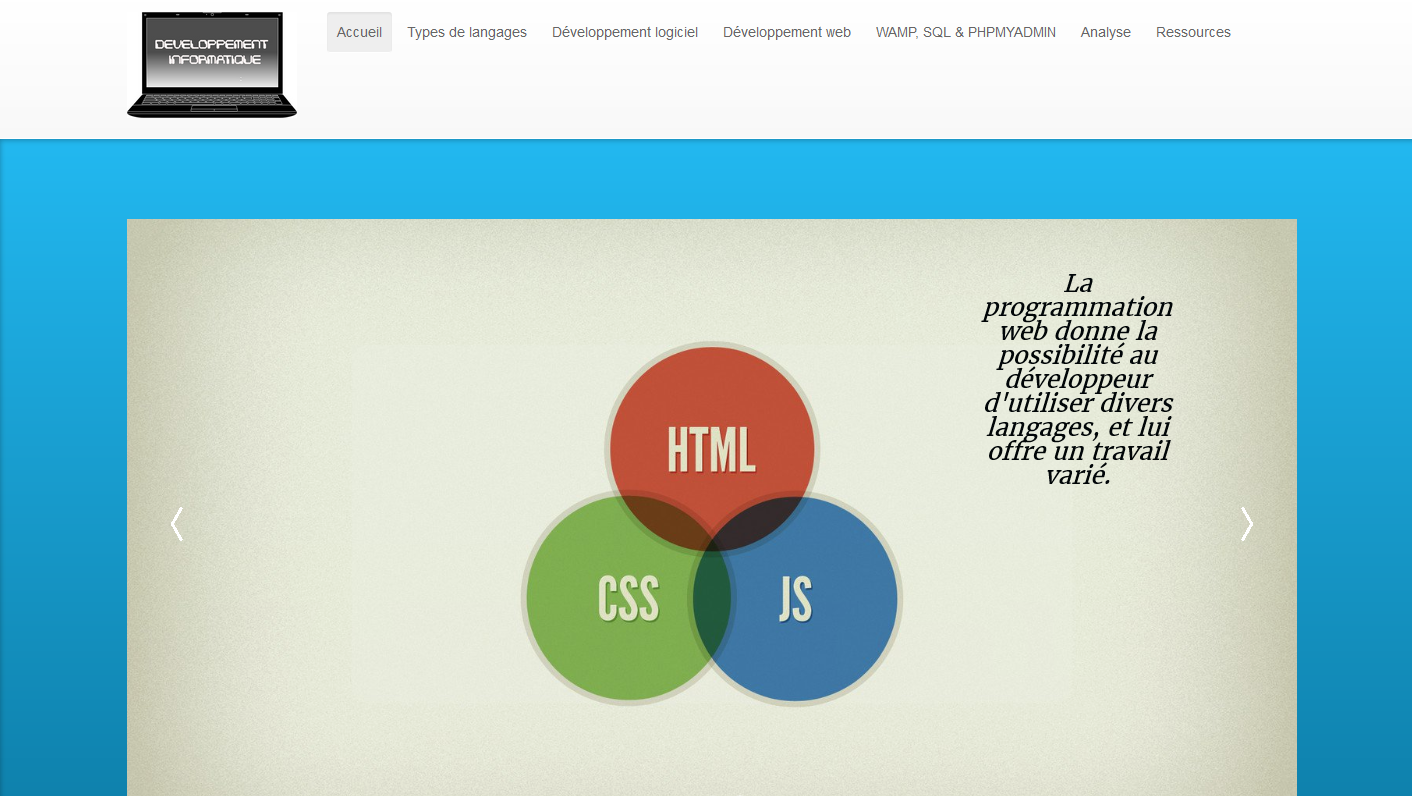 DEVELOPPEMENT
INFORMATIQUE
Accueil Types de langages Développement logiciel Développement web WAMP, SQL & PHPMYADMIN Analyse Ressources
La
programmation
web donne la
possibilité au
développeur
d'utiliser divers
langages, et lui
offre un travail
varié.
HTML
CSS JS